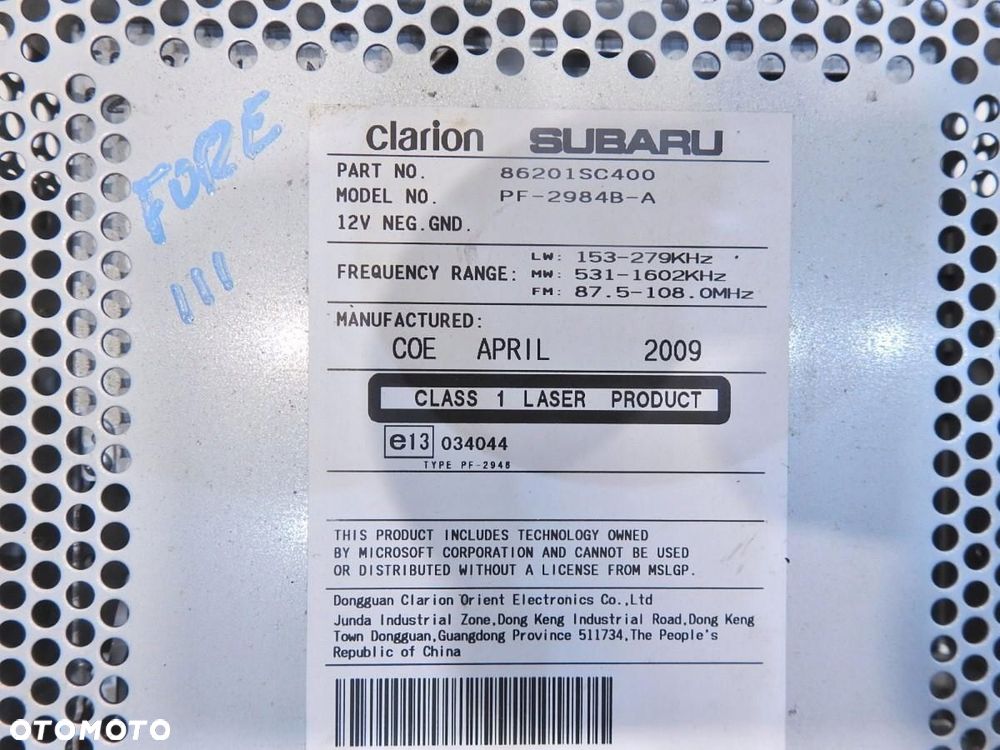 FORE
III
clarion SUBARU
PART NO. 86201SC400
MODEL NO. PF-2984B-A
12V NEG.GND.
FREQUENCY RANGE: LW: 153-279KHz
MW: 531-1602KHz
FM: 87.5-108.0MHz
MANUFACTURED:
COE APRIL 2009
CLASS 1 LASER PRODUCT
e13 034044
TYPE PF-2946
THIS PRODUCT INCLUDES TECHNOLOGY OWNED
BY MICROSOFT CORPORATION AND CANNOT BE USED
OR DISTRIBUTED WITHOUT A LICENSE FROM MSLGP.
Dongguan Clarion Orient Electronics Co.,Ltd
Junda Industrial Zone,Dong Keng Industrial Road,Dong Keng
Town Dongguan,Guangdong Province 511734,The People's
Republic of China
OTOMOTO